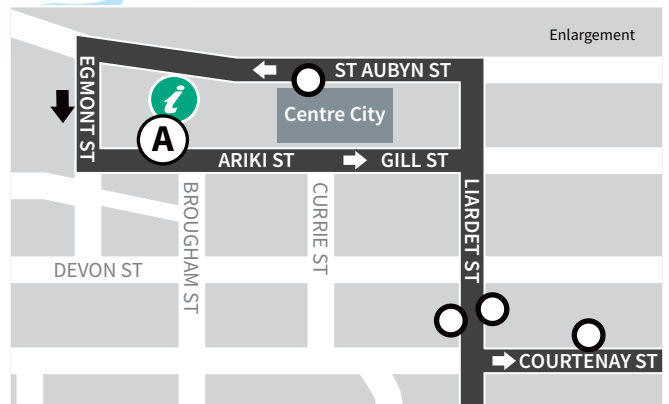 Enlargement
ST AUBYN ST
EGMONT ST
i
Centre City
A
ARIKI ST
GILL ST
BROUGHAM ST
CURRIE ST
LIARDET ST
DEVON ST
COURTENAY ST